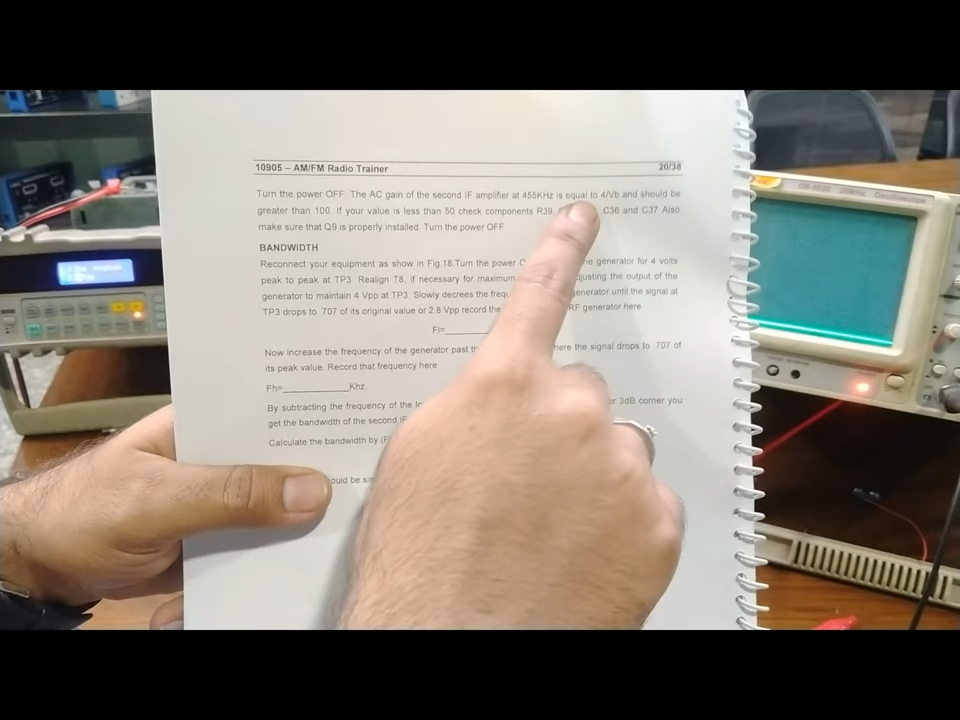 10905 – AM/FM Radio Trainer 20/38
Turn the power OFF. The AC gain of the second IF amplifier at 455KHz is equal to 4/Vb and should be
greater than 100. If your value is less than 50 check components R39, C36 and C37 Also
make sure that Q9 is properly installed. Turn the power OFF
BANDWIDTH
Reconnect your equipment as show in Fig.18.Turn the power generator for 4 volts
peak to peak at TP3. Realign T8, if necessary for maximum the output of the
generator to maintain 4 Vpp at TP3. Slowly decrees the generator until the signal at
TP3 drops to .707 of its original value or 2.8 Vpp record the RF generator here
Fl=________
Now increase the frequency of the generator past the signal drops to .707 of
its peak value. Record that frequency here
Fh=____________Khz.
By subtracting the frequency of the 3dB corner you
get the bandwidth of the second IF
Calculate the bandwidth by
be